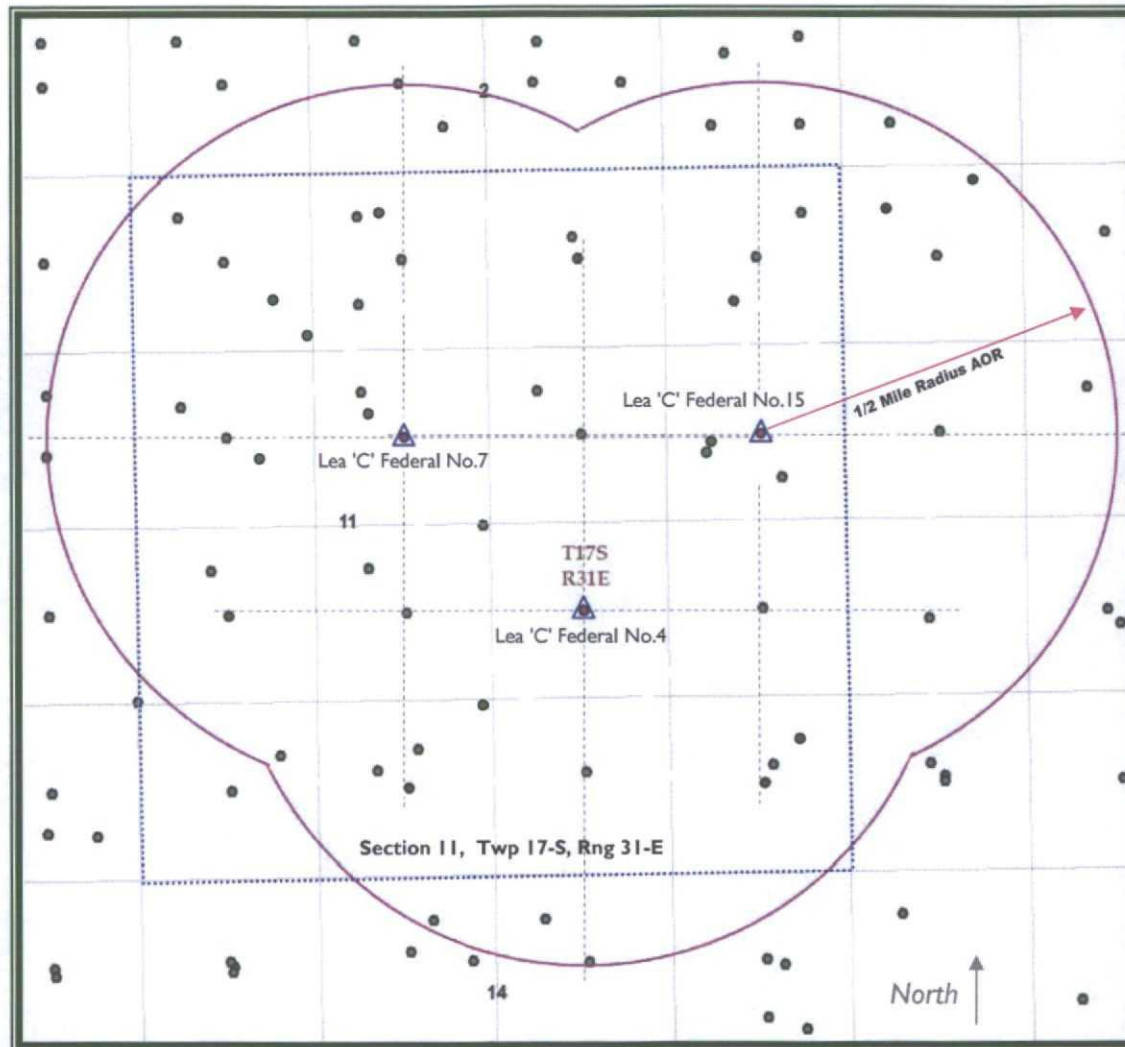 2
1/2 Mile Radius AOR
Lea 'C' Federal No.15
Lea 'C' Federal No.7
11
T17S
R31E
Lea 'C' Federal No.4
Section 11, Twp 17-S, Rng 31-E
14
North